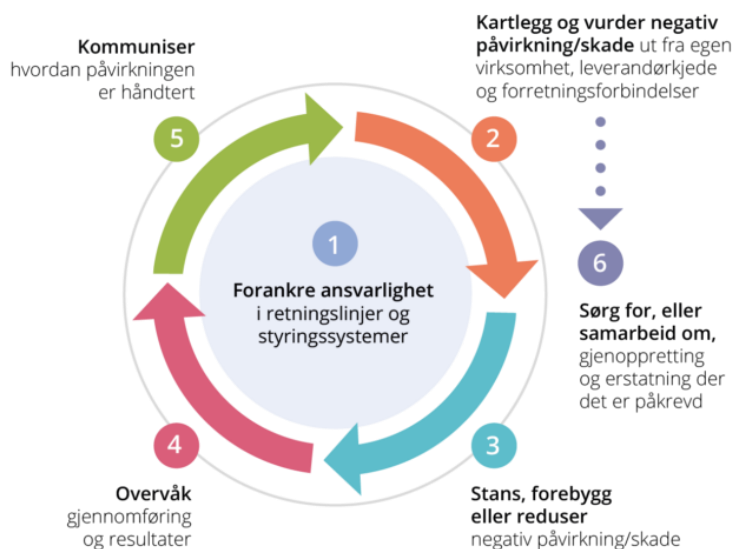 1
Forankre ansvarlighet
i retningslinjer og
styringssystemer
Kartlegg og vurder negativ
påvirkning/skade ut fra egen
virksomhet, leverandørkjede
og forretningsforbindelser
2
3
Stans, forebygg
eller reduser
negativ påvirkning/skade
4
Overvåk
gjennomføring
og resultater
Kommuniser
hvordan påvirkningen
er håndtert
5
6
Sørg for, eller
samarbeid om,
gjenoppretting
og erstatning der
det er påkrevd